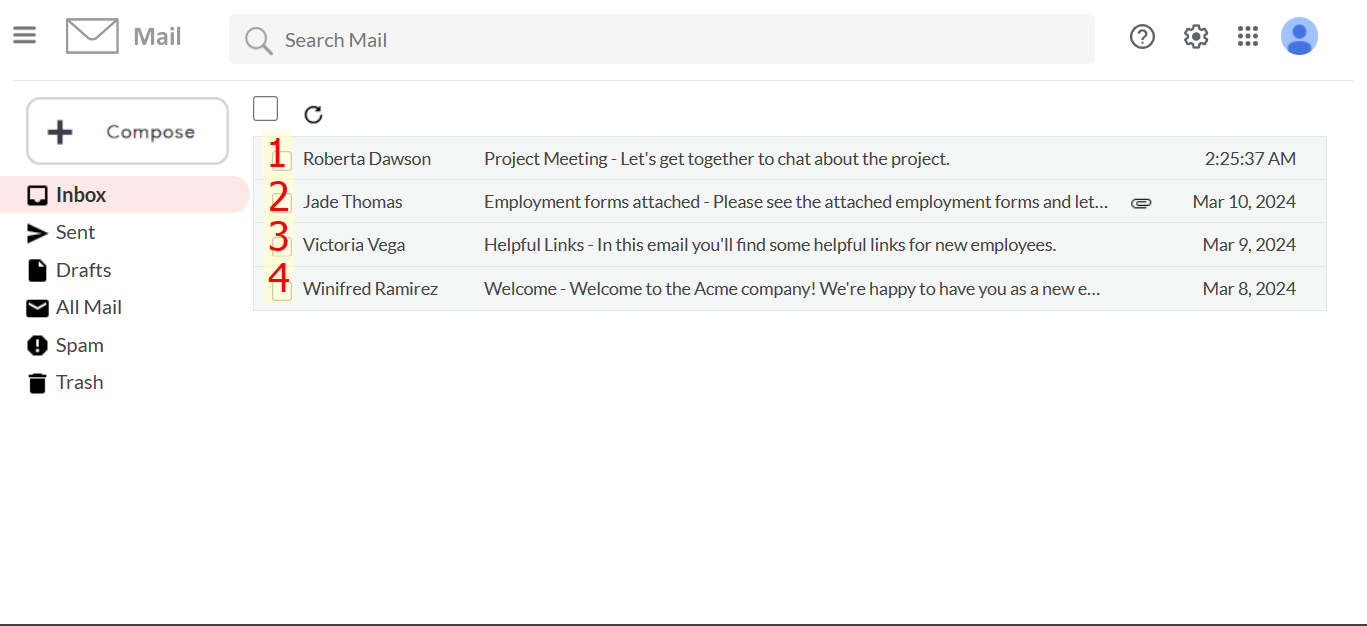 Mail
Search Mail
Compose
Inbox
Sent
Drafts
All Mail
Spam
Trash
1 Roberta Dawson Project Meeting - Let's get together to chat about the project. 2:25:37 AM
2 Jade Thomas Employment forms attached - Please see the attached employment forms and let... Mar 10, 2024
3 Victoria Vega Helpful Links - In this email you'll find some helpful links for new employees. Mar 9, 2024
4 Winifred Ramirez Welcome - Welcome to the Acme company! We're happy to have you as a new e... Mar 8, 2024